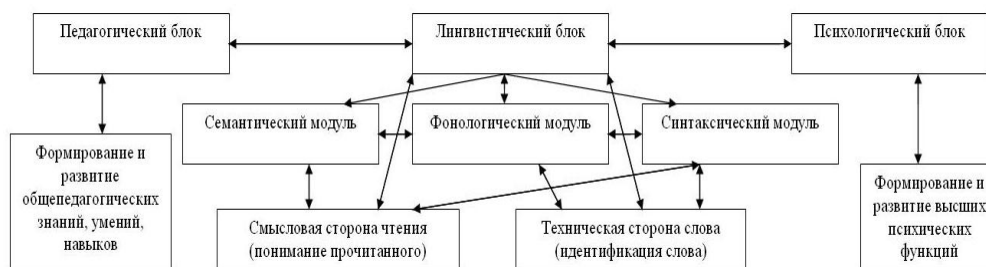 Педагогический блок
Лингвистический блок
Психологический блок
Семантический модуль
Фонологический модуль
Синтаксический модуль
Формирование и
развитие
общепедагогических
знаний, умений,
навыков
Смысловая сторона чтения
(понимание прочитанного)
Техническая сторона слова
(идентификация слова)
Формирование и
развитие высших
психических
функций